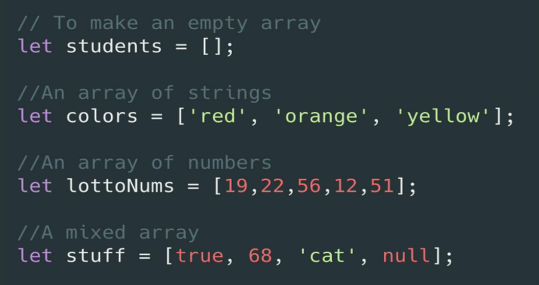 // To make an empty array
let students = [];
//An array of strings
let colors = ['red', 'orange', 'yellow'];
//An array of numbers
let lottoNums = [19,22,56,12,51];
//A mixed array
let stuff = [true, 68, 'cat', null];